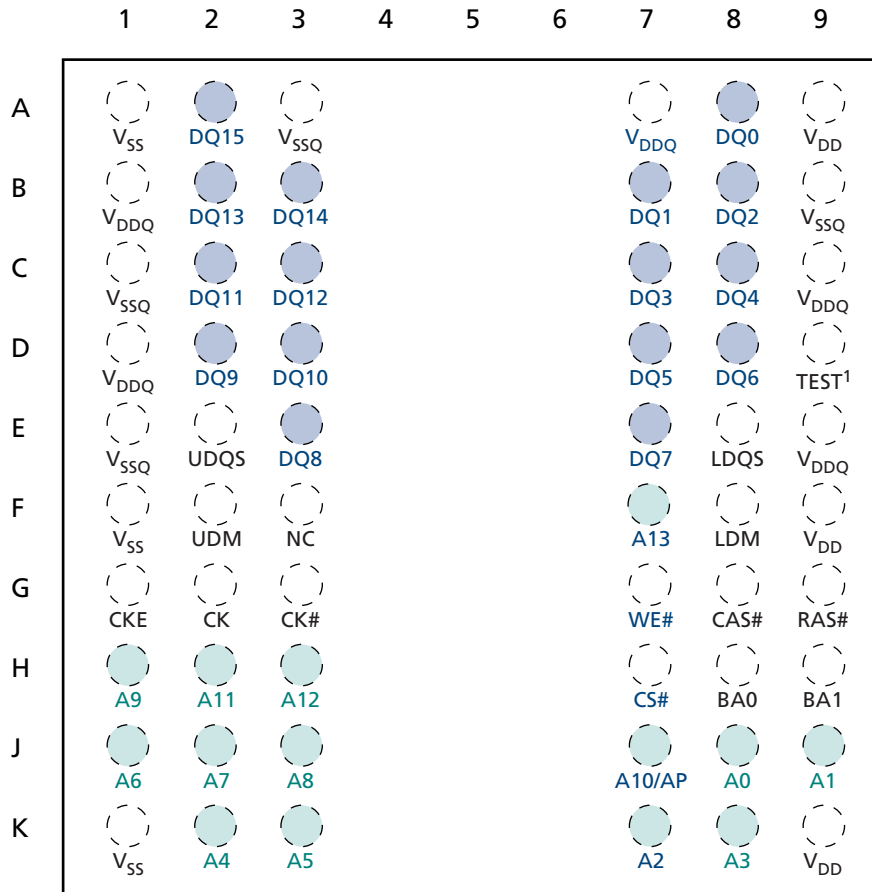 1 2 3 4 5 6 7 8 9
A
VSS DQ15 VSSQ VDDQ DQ0 VDD
B
VDDQ DQ13 DQ14 DQ1 DQ2 VSSQ
C
VSSQ DQ11 DQ12 DQ3 DQ4 VDDQ
D
VDDQ DQ9 DQ10 DQ5 DQ6 TEST1
E
VSSQ UDQS DQ8 DQ7 LDQS VDDQ
F
VSS UDM NC A13 LDM VDD
G
CKE CK CK# WE# CAS# RAS#
H
A9 A11 A12 CS# BA0 BA1
J
A6 A7 A8 A10/AP A0 A1
K
VSS A4 A5 A2 A3 VDD